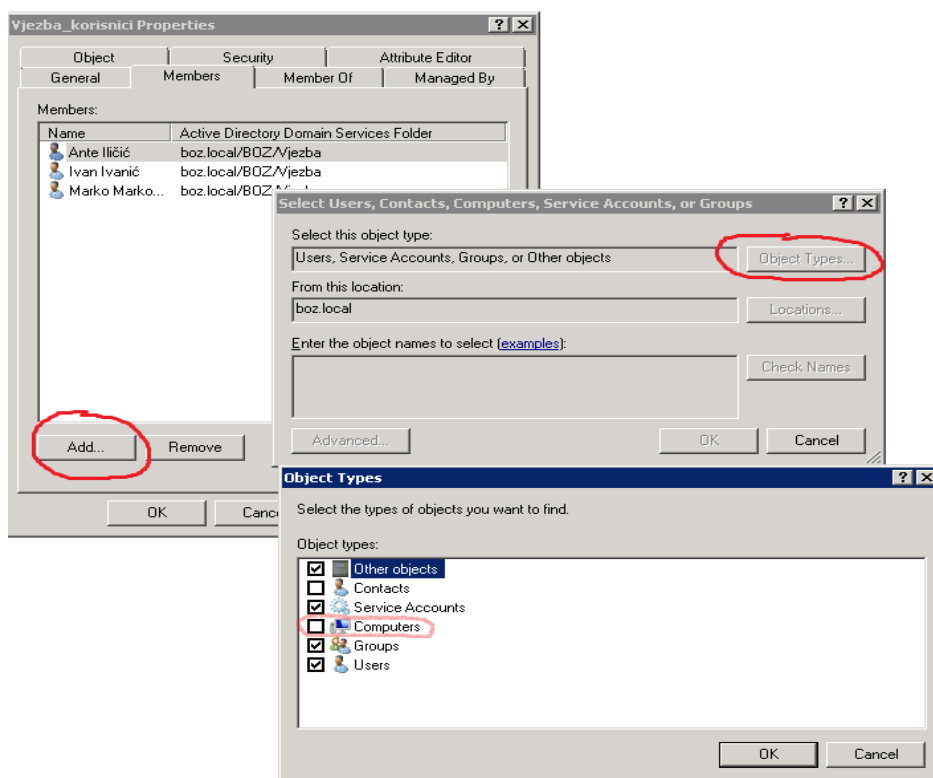 Vjezba_korisnici Properties
Object Security Attribute Editor
General Members Member Of Managed By
Members:
Name Active Directory Domain Services Folder
Ante Iličić boz.local/BOZ/Vjezba
Ivan Ivanić boz.local/BOZ/Vjezba
Marko Marko... boz.local/BOZ
Add... Remove
OK
Select Users, Contacts, Computers, Service Accounts, or Groups
Select this object type:
Users, Service Accounts, Groups, or Other objects
Object Types...
From this location:
boz.local
Locations...
Enter the object names to select (examples):
Check Names
Advanced... OK Cancel
Object Types
Select the types of objects you want to find.
Object types:
Other objects
Contacts
Service Accounts
Computers
Groups
Users
OK Cancel